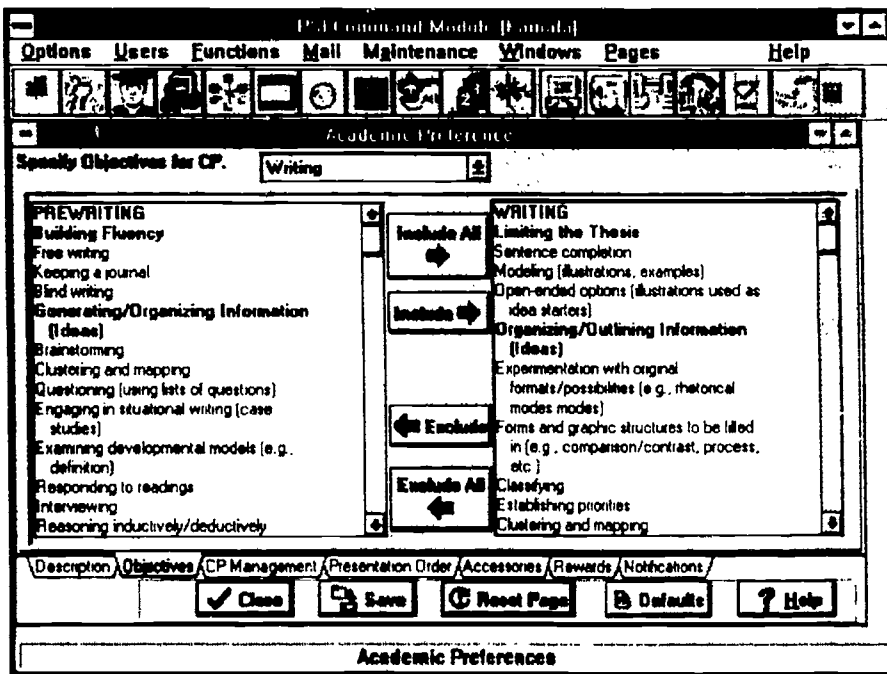 Command Module [Kamala]
Options Users Functions Mail Maintenance Windows Pages Help
Academic Preference
Specify Objectives for CP. Writing
PREWRITING
Building Fluency
Free writing
Keeping a journal
Blind writing
Generating/Organizing Information
(Ideas)
Brainstorming
Clustering and mapping
Questioning (using lists of questions)
Engaging in situational writing (case
studies)
Examining developmental models (e.g.,
definition)
Responding to readings
Interviewing
Reasoning inductively/deductively
Include All
Include
Exclude
Exclude All
WRITING
Limiting the Thesis
Sentence completion
Modeling (illustrations, examples)
Open-ended options (illustrations used as
idea starters)
Organizing/Outlining Information
(Ideas)
Experimentation with original
formats/possibilities (e g., rhetorical
modes modes)
Forms and graphic structures to be filled
in (e.g., comparison/contrast, process,
etc )
Classifying
Establishing priorities
Clustering and mapping
Description Objectives CP Management Presentation Order Accessories Rewards Notifications
Close Save Reset Page Defaults ? Help
Academic Preferences